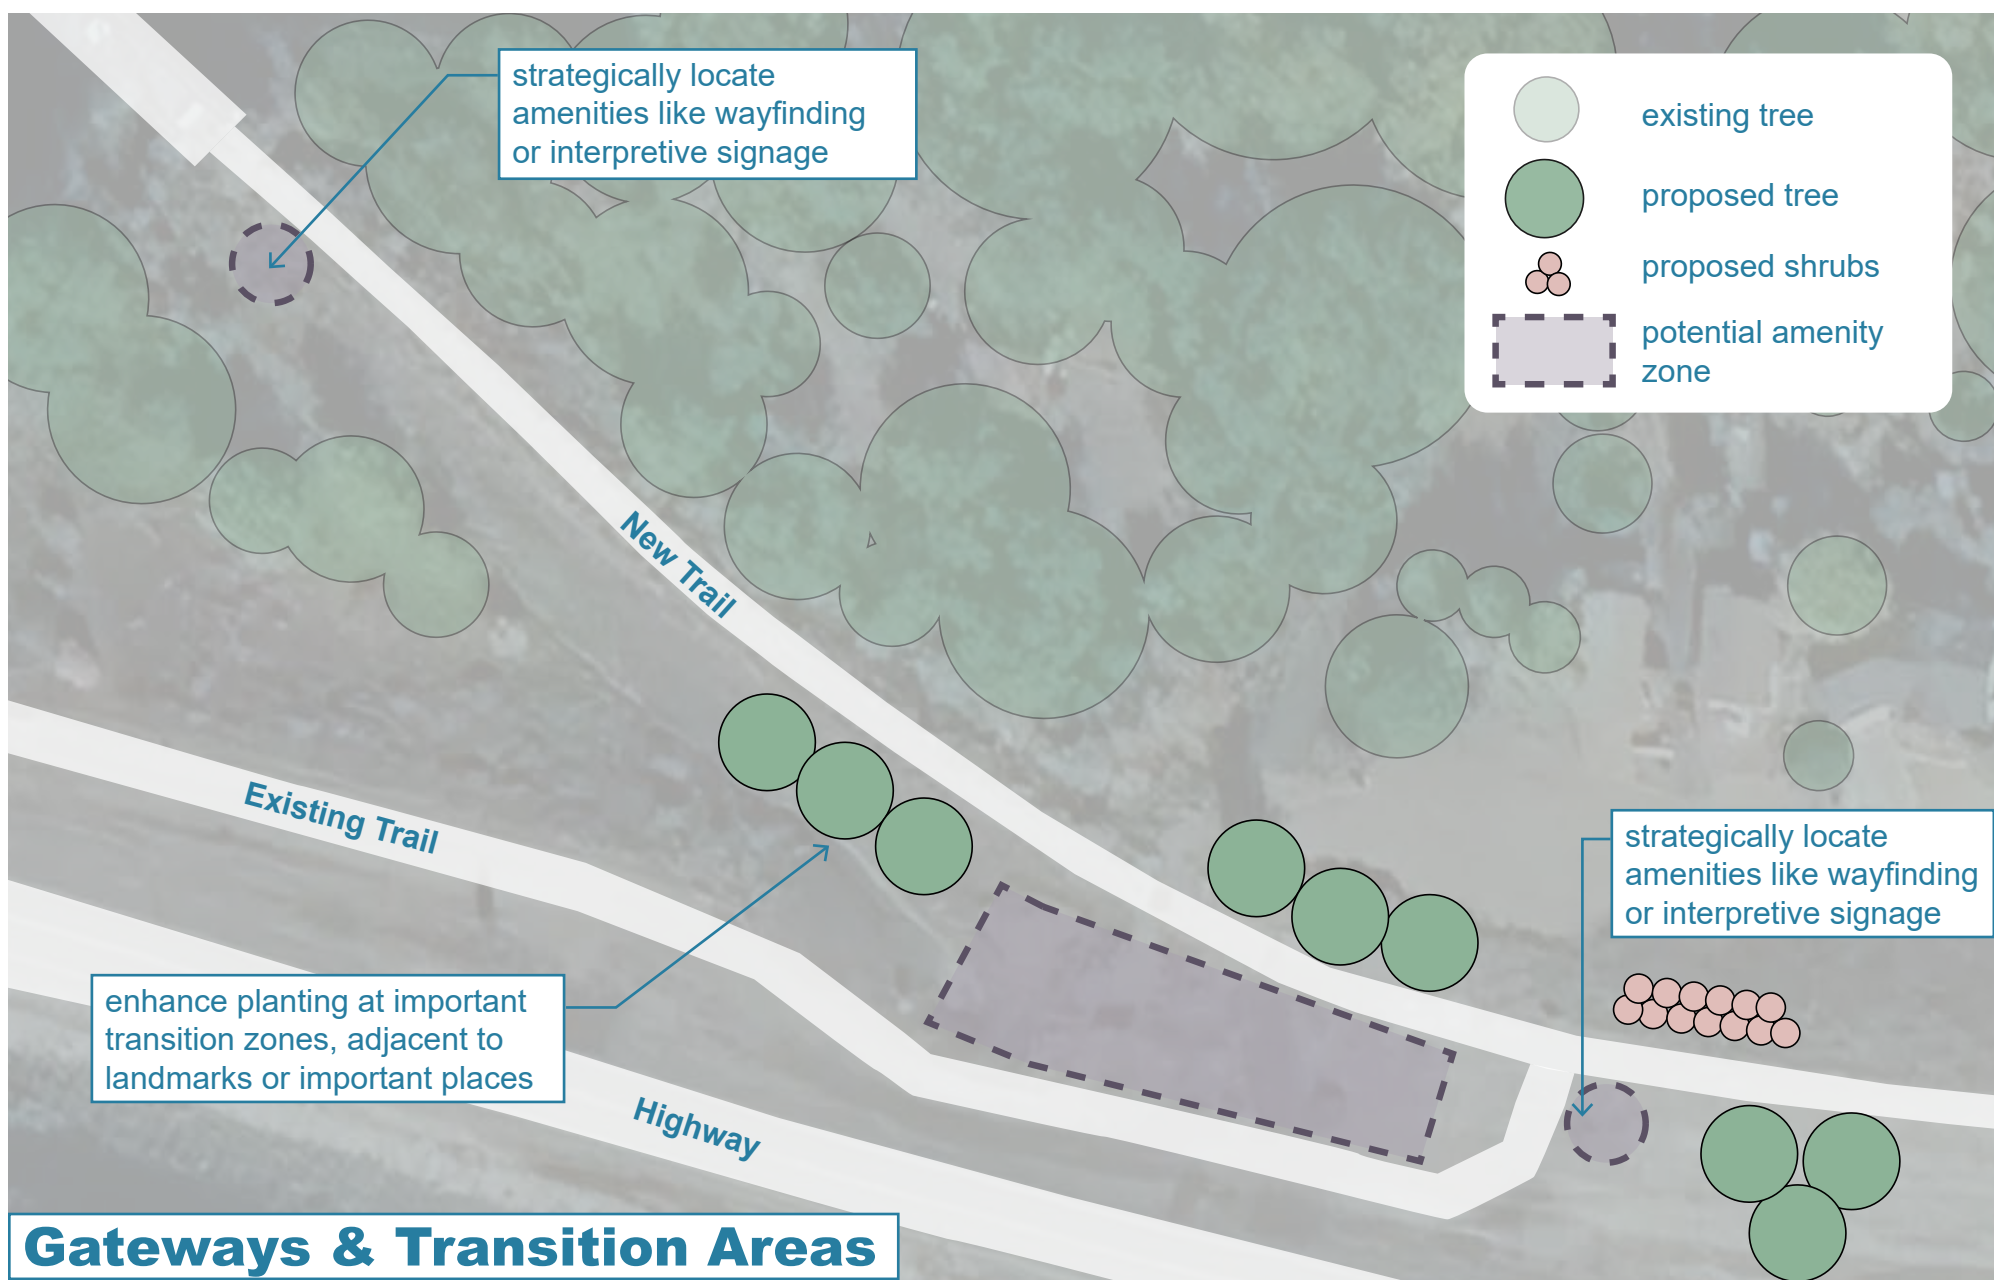 strategically locate
amenities like wayfinding
or interpretive signage
existing tree
proposed tree
proposed shrubs
potential amenity
zone
New Trail
Existing Trail
strategically locate
amenities like wayfinding
or interpretive signage
enhance planting at important
transition zones, adjacent to
landmarks or important places
Highway
Gateways & Transition Areas